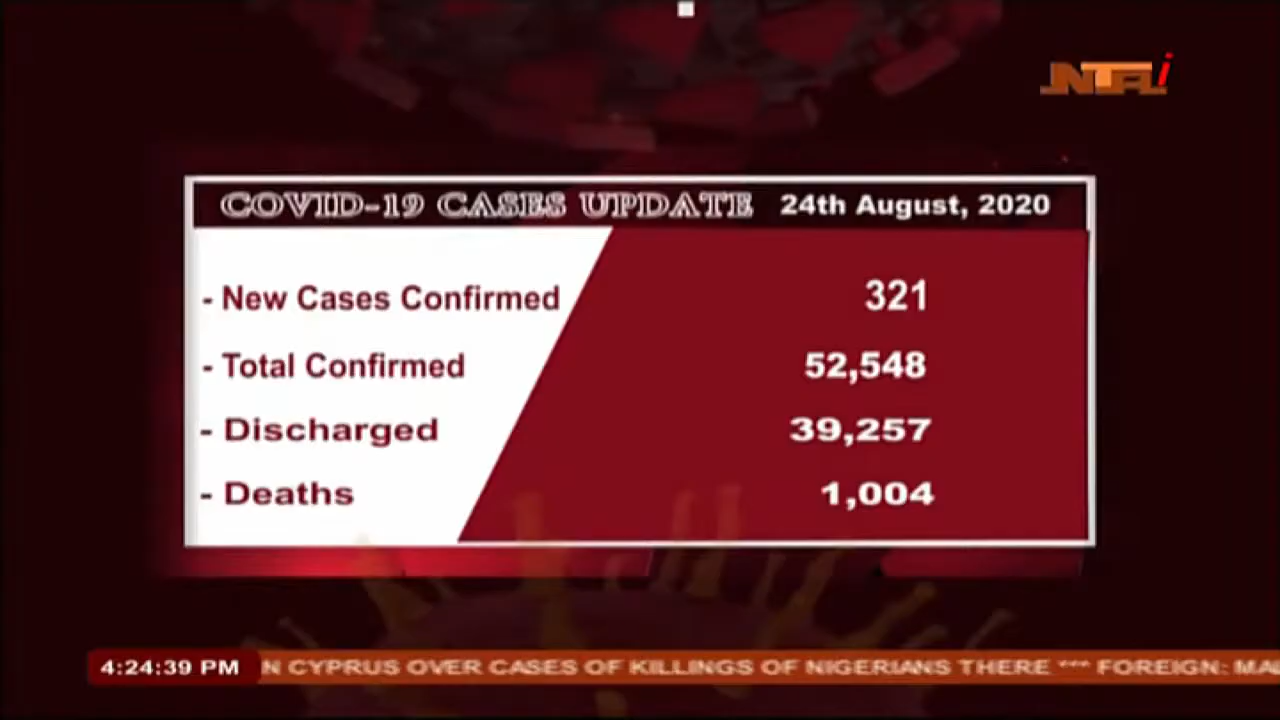 NTAi
COVID-19 CASES UPDATE 24th August, 2020
- New Cases Confirmed 321
- Total Confirmed 52,548
- Discharged 39,257
- Deaths 1,004
4:24:39 PM N CYPRUS OVER CASES OF KILLINGS OF NIGERIANS THERE *** FOREIGN: